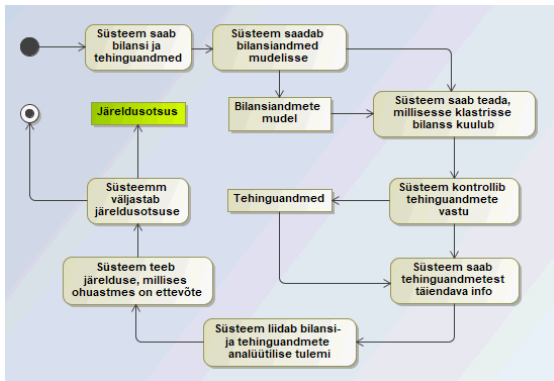 Süsteem saab
bilansi ja
tehinguandmed
Süsteem saadab
bilansiandmed
mudelisse
Järeldusotsus
Bilansiandmete
mudel
Süsteem saab teada,
millisesse klastrisse
bilanss kuulub
Süsteemm
väljastab
järeldusotsuse
Tehinguandmed
Süsteem kontrollib
tehinguandmete
vastu
Süsteem teeb
järelduse, millises
ohuastmes on ettevõte
Süsteem saab
tehinguandmetest
täiendava info
Süsteem liidab bilansi-
ja tehinguandmete
analüütilise tulemi